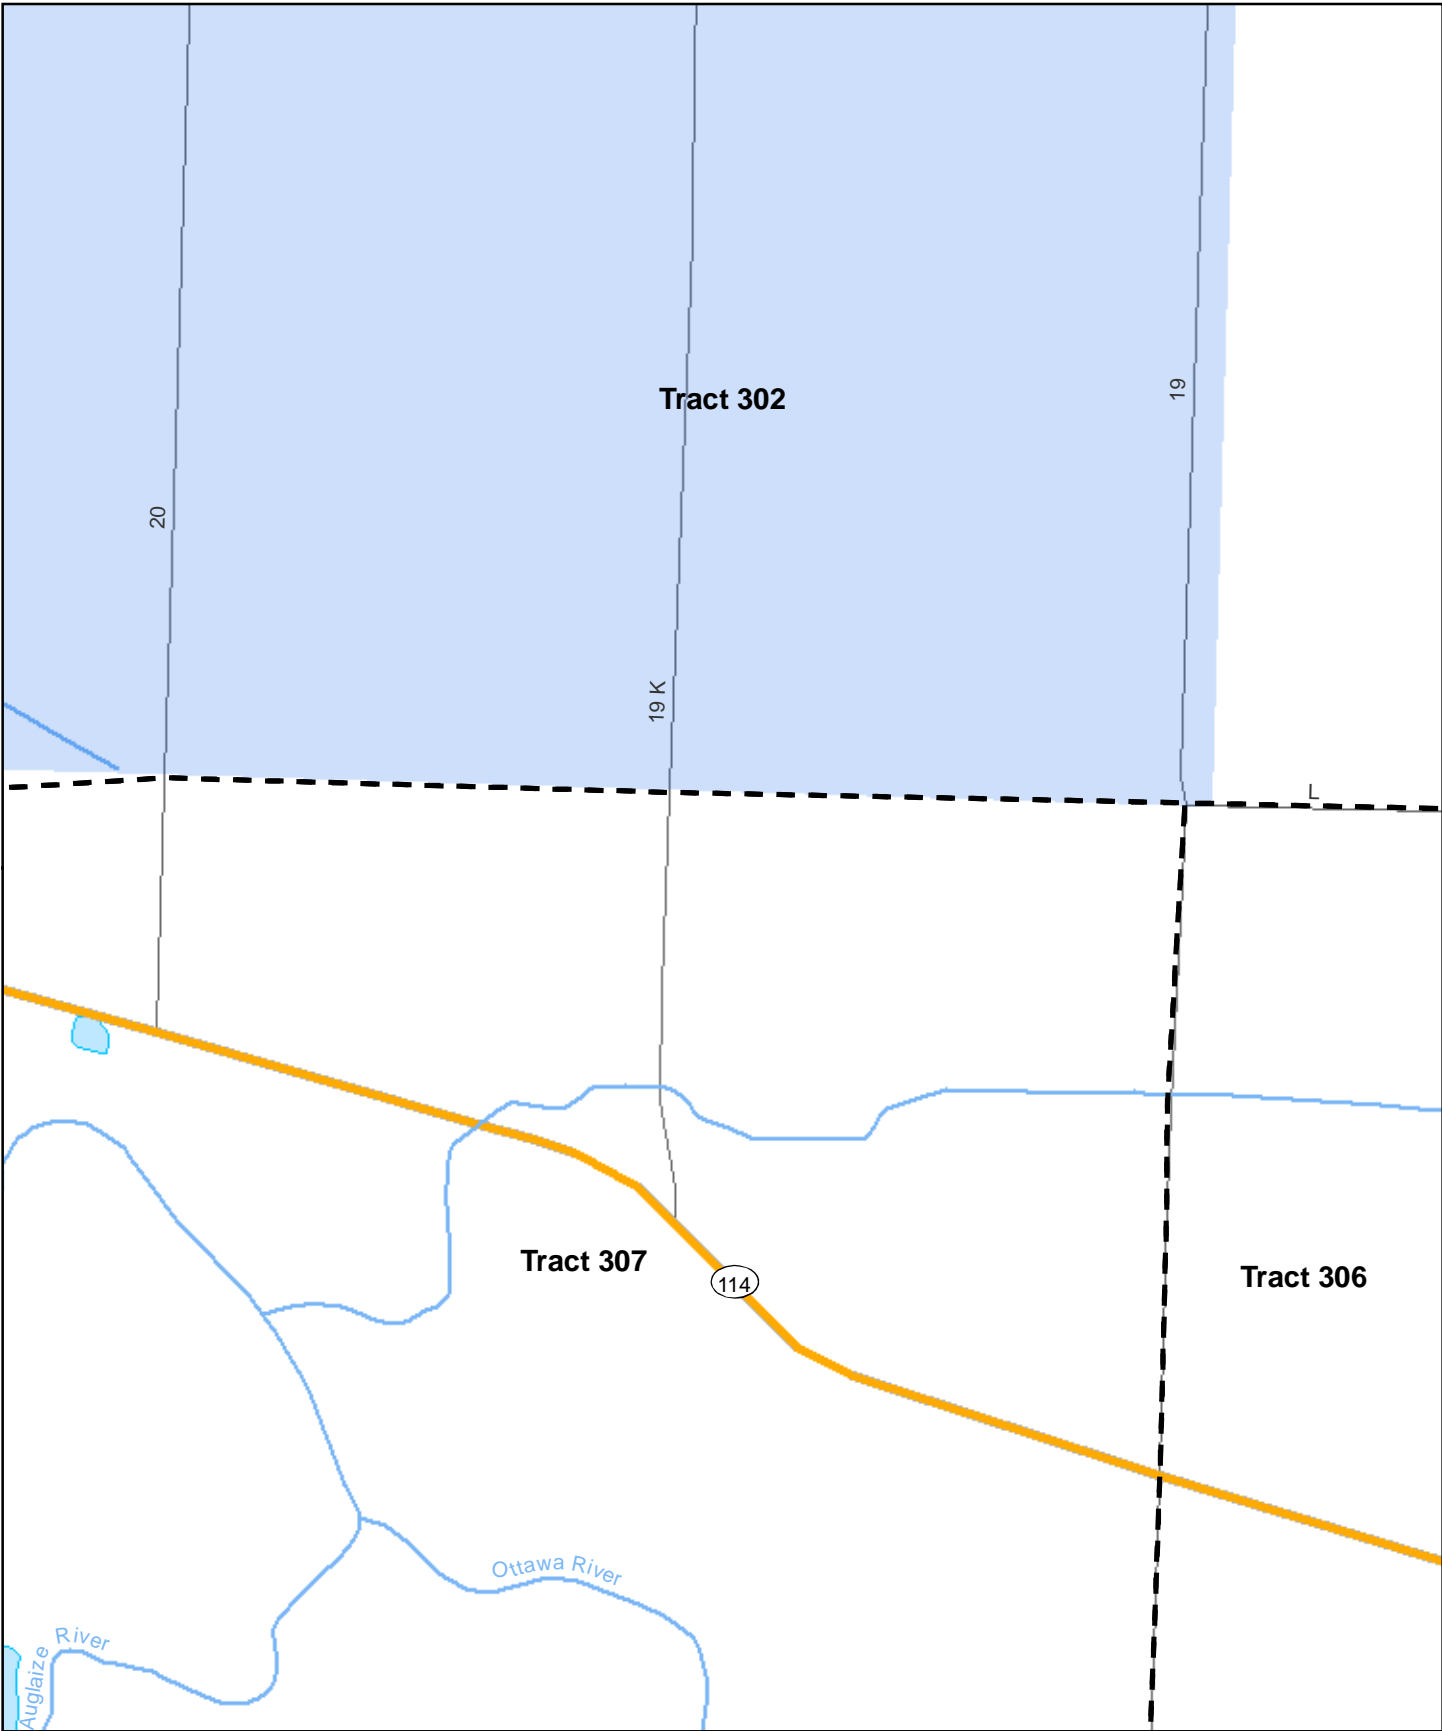 Tract 302
19
20
19 K
L
Tract 307
114
Tract 306
Ottawa River
Auglaize River